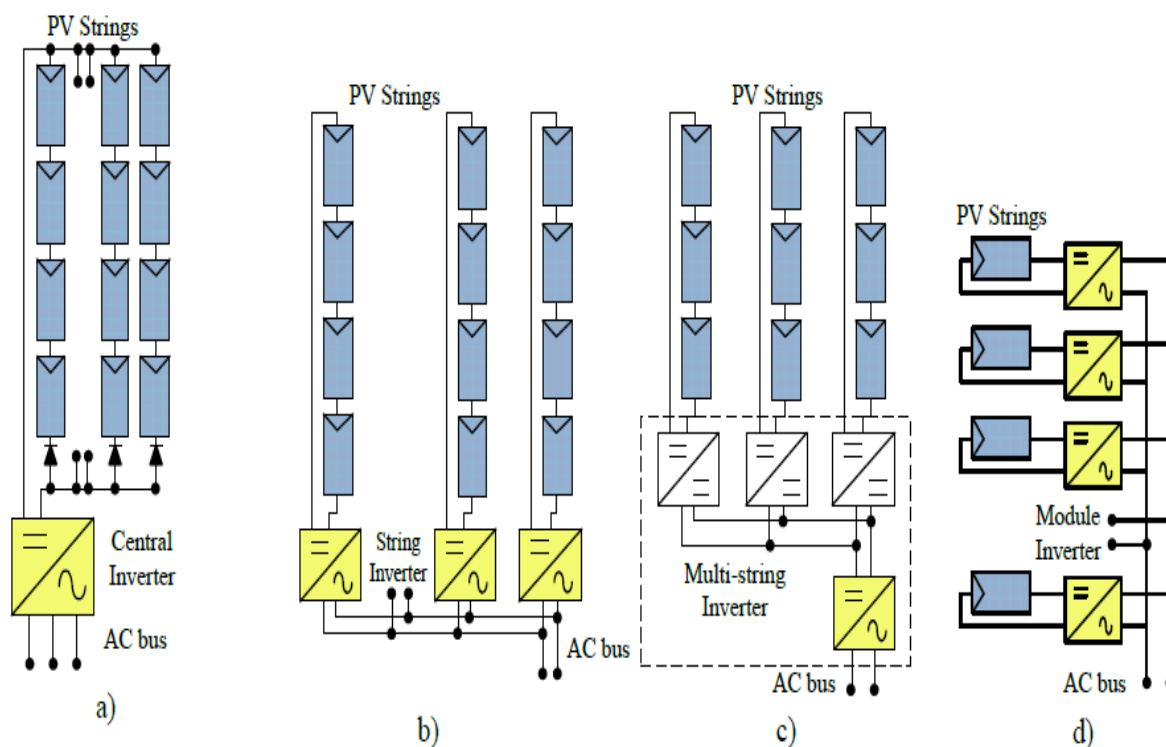 PV Strings
Central
Inverter
AC bus
a)
PV Strings
String
Inverter
AC bus
b)
PV Strings
Multi-string
Inverter
AC bus
c)
PV Strings
Module
Inverter
AC bus
d)